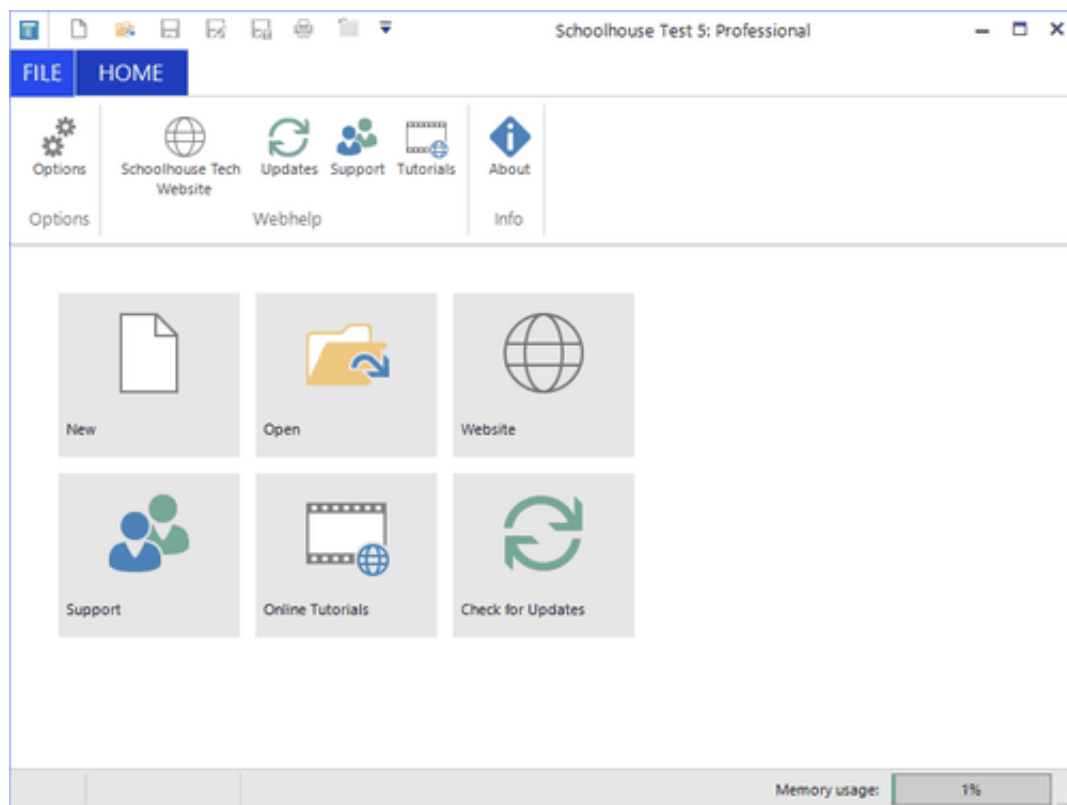 Schoolhouse Test 5: Professional
FILE HOME
Options Schoolhouse Tech Website Updates Support Tutorials About
Options Webhelp Info
New Open Website
Support Online Tutorials Check for Updates
Memory usage: 1%